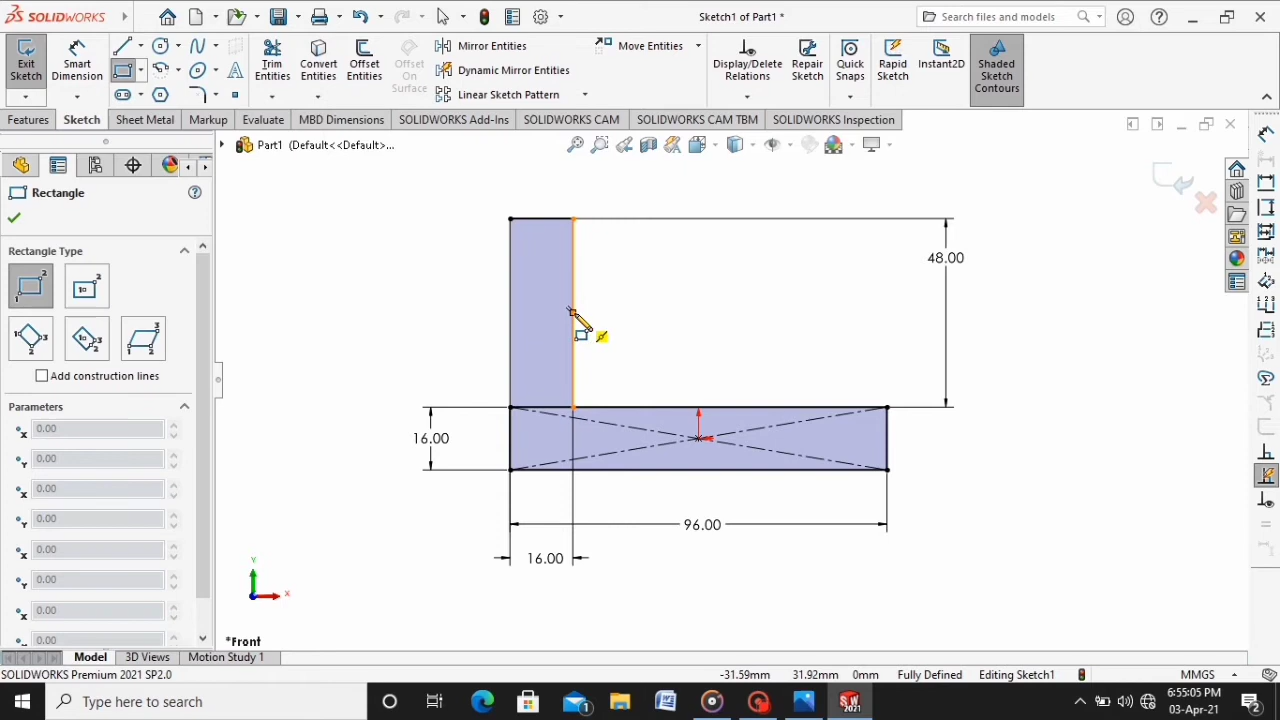 SOLIDWORKS
Sketch1 of Part1 *
Search files and models
Exit Sketch
Smart Dimension
Trim Entities
Convert Entities
Offset Entities
Offset On Surface
Mirror Entities
Dynamic Mirror Entities
Linear Sketch Pattern
Move Entities
Display/Delete Relations
Repair Sketch
Quick Snaps
Rapid Sketch
Instant2D
Shaded Sketch Contours
Features
Sketch
Sheet Metal
Markup
Evaluate
MBD Dimensions
SOLIDWORKS Add-Ins
SOLIDWORKS CAM
SOLIDWORKS CAM TBM
SOLIDWORKS Inspection
Part1 (Default<<Default>...
Rectangle
Rectangle Type
Add construction lines
Parameters
0.00
0.00
0.00
0.00
0.00
0.00
0.00
0.00
48.00
16.00
96.00
16.00
Y
X
*Front
Model
3D Views
Motion Study 1
SOLIDWORKS Premium 2021 SP2.0
-31.59mm
31.92mm
0mm
Fully Defined
Editing Sketch1
MMGS
Type here to search
6:55:05 PM
03-Apr-21